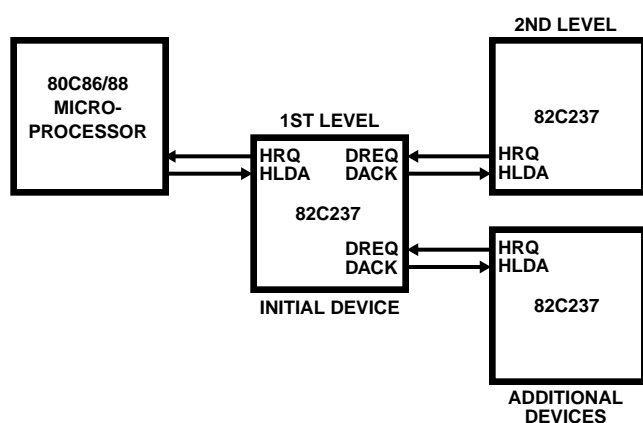 80C86/88
MICRO-
PROCESSOR
1ST LEVEL
HRQ
HLDA
DREQ
DACK
82C237
DREQ
DACK
INITIAL DEVICE
2ND LEVEL
82C237
HRQ
HLDA
HRQ
HLDA
82C237
ADDITIONAL
DEVICES